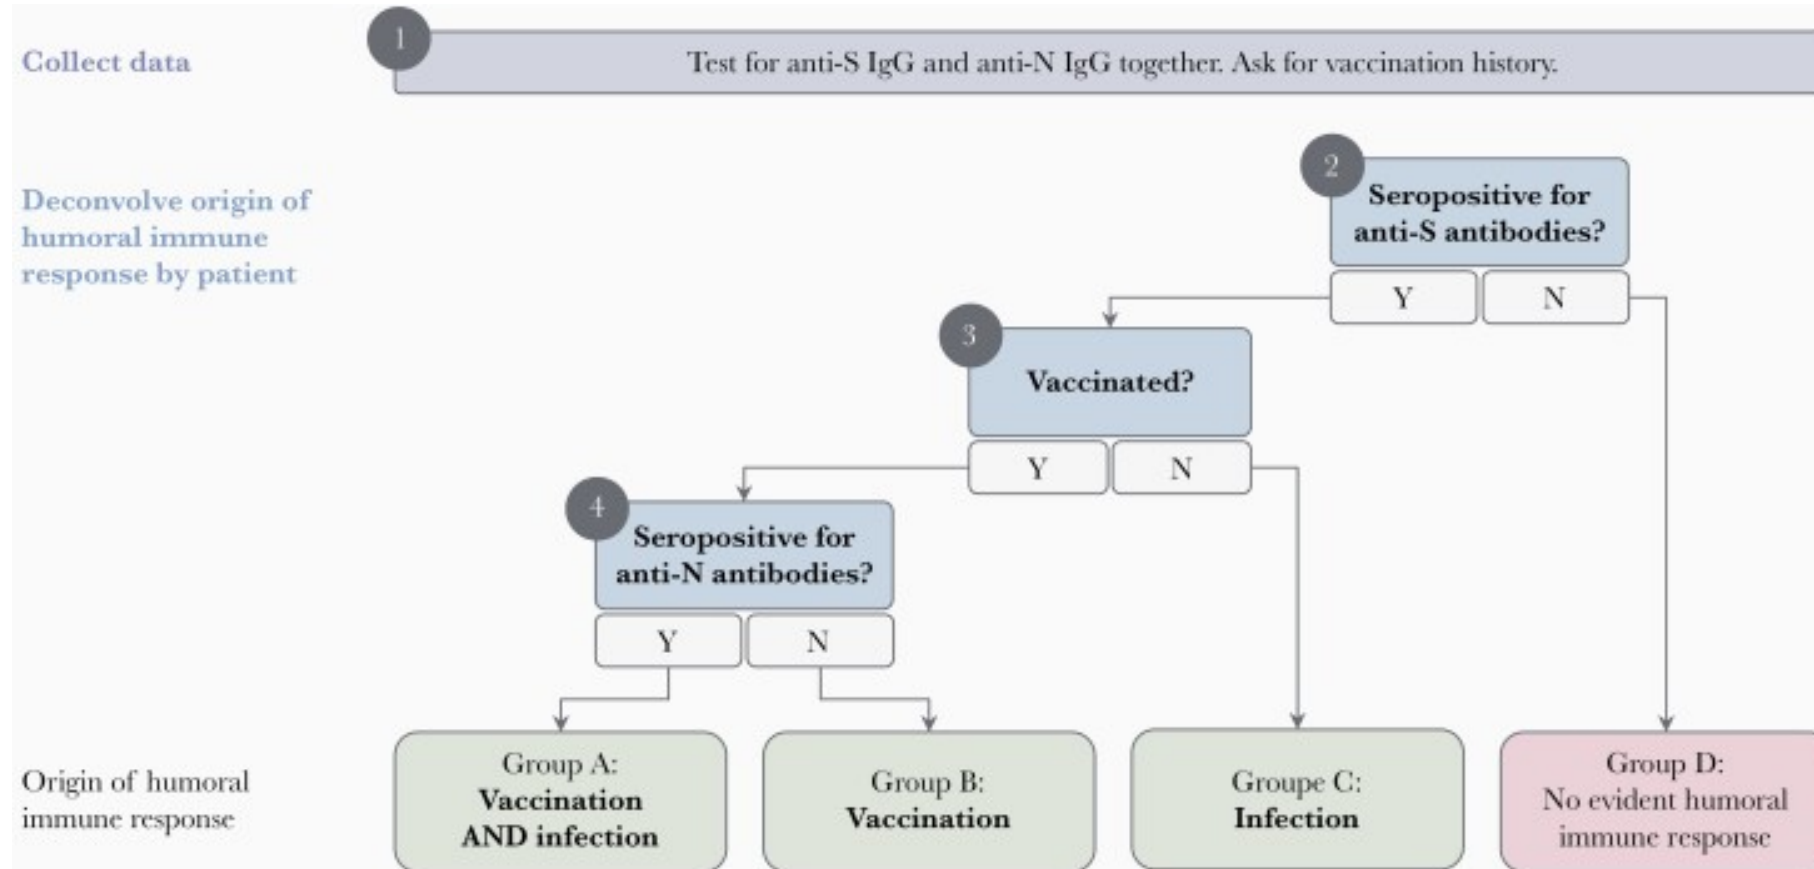 Collect data
1
Test for anti-S IgG and anti-N IgG together. Ask for vaccination history.
Deconvolve origin of
humoral immune
response by patient
2
Seropositive for
anti-S antibodies?
Y
N
3
Vaccinated?
Y
N
4
Seropositive for
anti-N antibodies?
Y
N
Origin of humoral
immune response
Group A:
Vaccination
AND infection
Group B:
Vaccination
Groupe C:
Infection
Group D:
No evident humoral
immune response